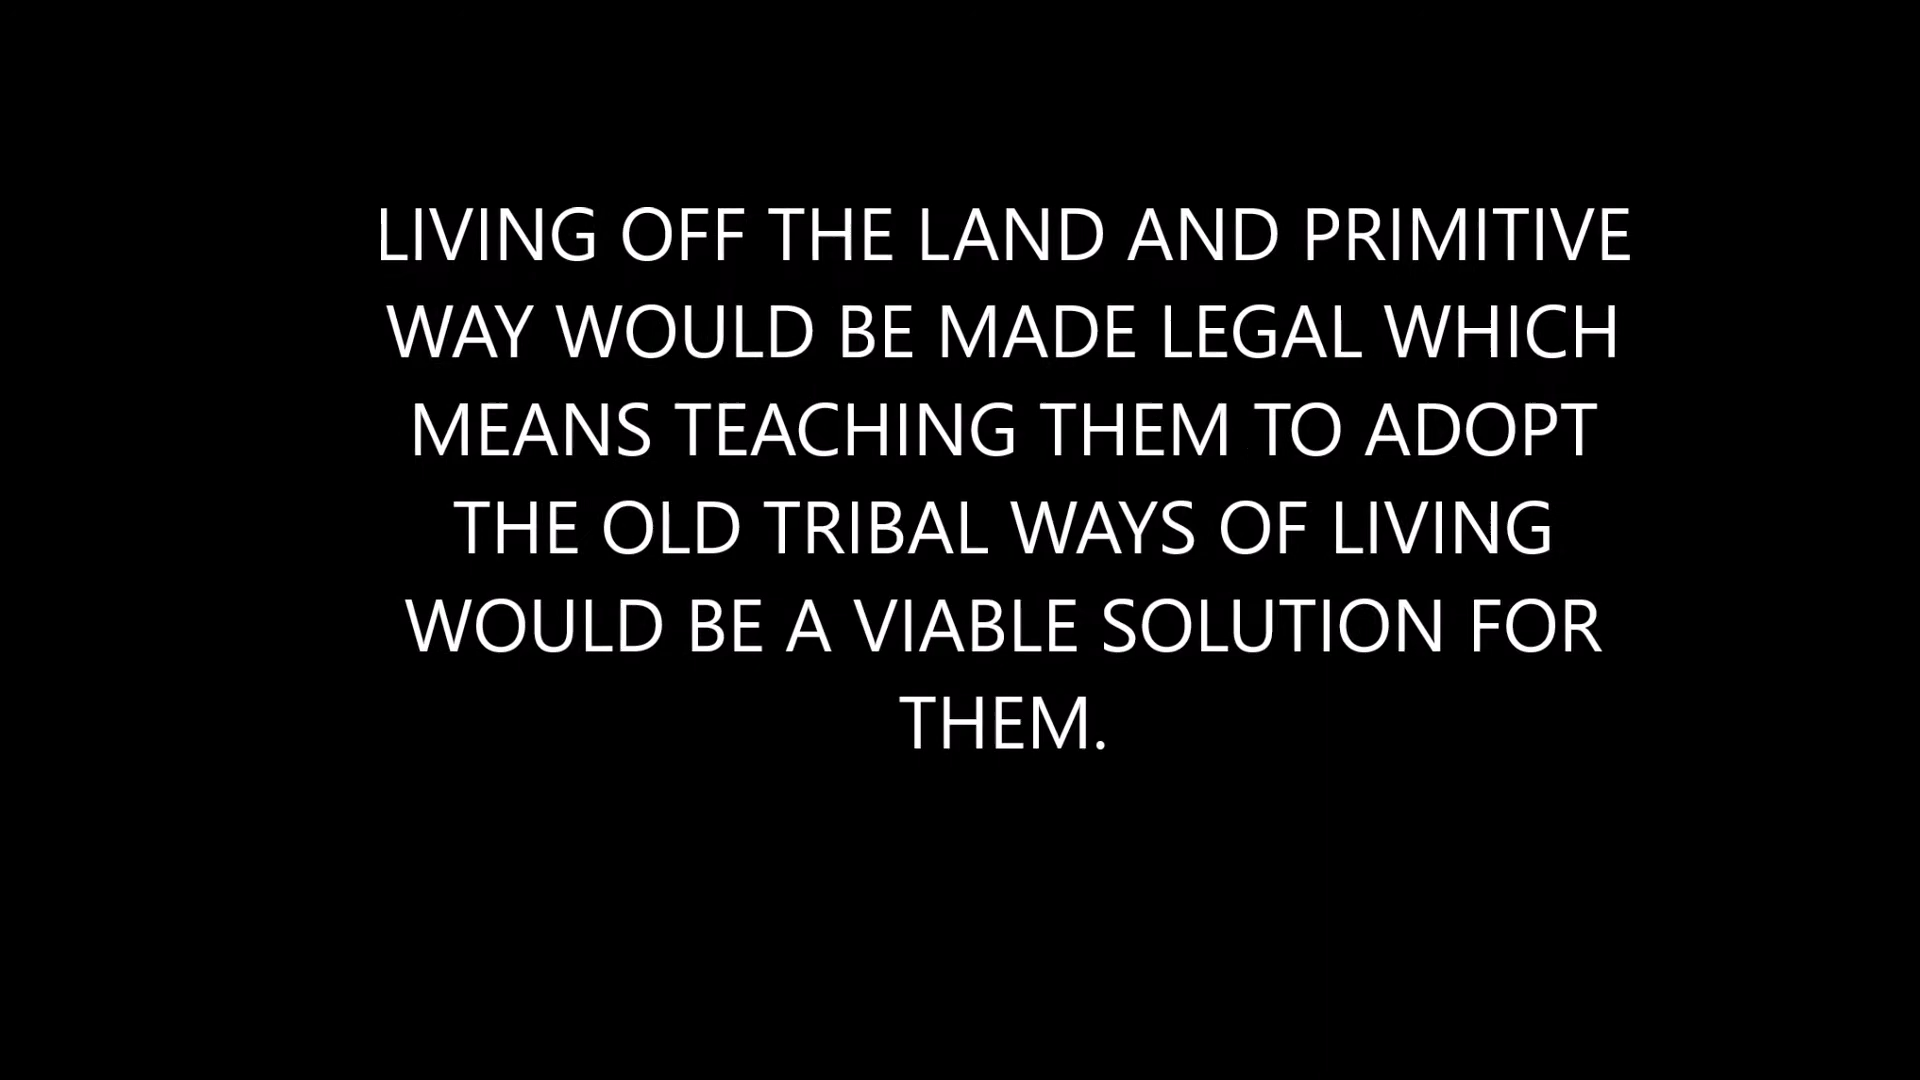 LIVING OFF THE LAND AND PRIMITIVE
WAY WOULD BE MADE LEGAL WHICH
MEANS TEACHING THEM TO ADOPT
THE OLD TRIBAL WAYS OF LIVING
WOULD BE A VIABLE SOLUTION FOR
THEM.